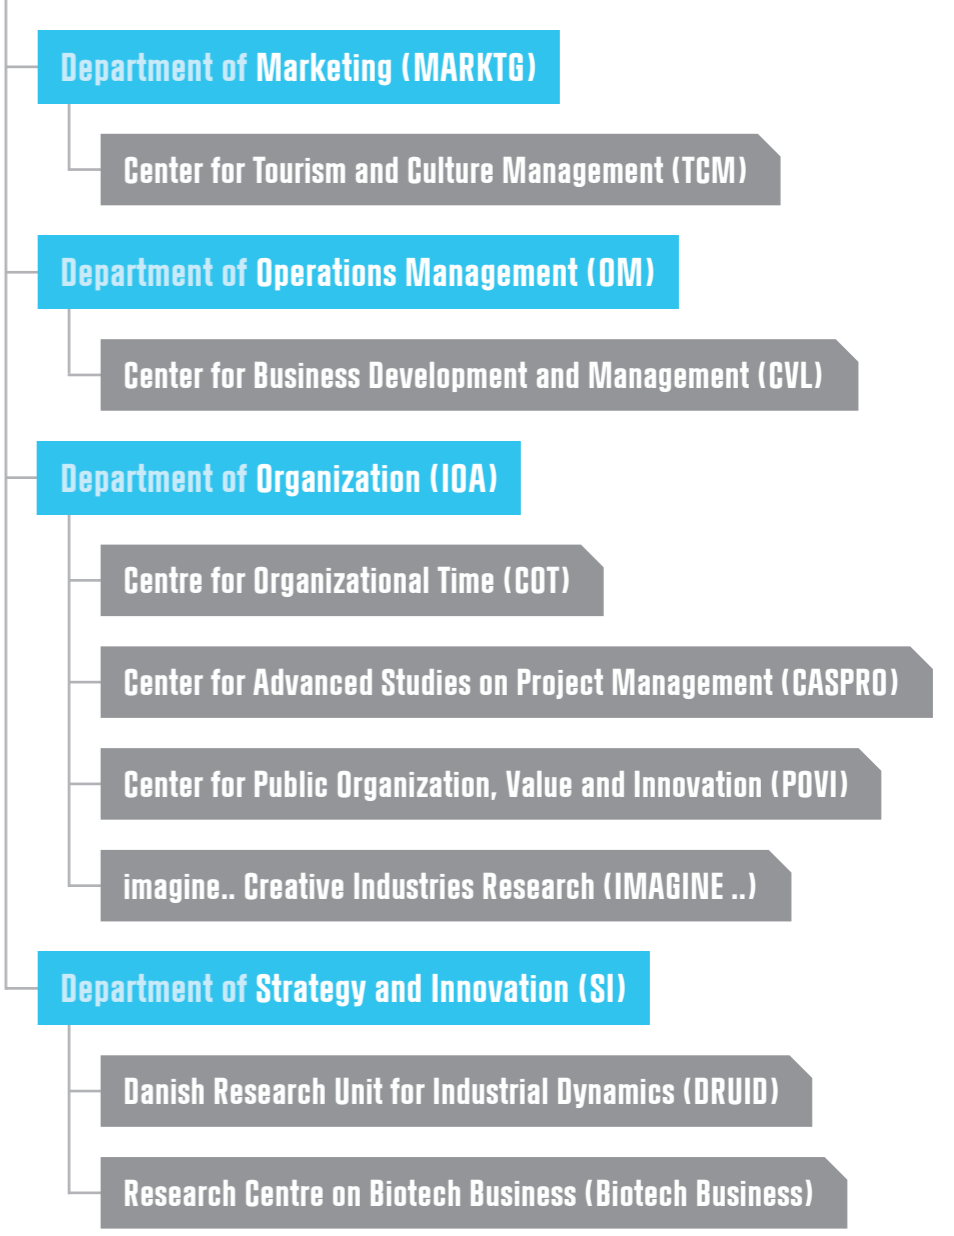 Department of Marketing (MARKTG)
Center for Tourism and Culture Management (TCM)
Department of Operations Management (OM)
Center for Business Development and Management (CVL)
Department of Organization (IOA)
Centre for Organizational Time (COT)
Center for Advanced Studies on Project Management (CASPRO)
Center for Public Organization, Value and Innovation (POVI)
imagine.. Creative Industries Research (IMAGINE ..)
Department of Strategy and Innovation (SI)
Danish Research Unit for Industrial Dynamics (DRUID)
Research Centre on Biotech Business (Biotech Business)